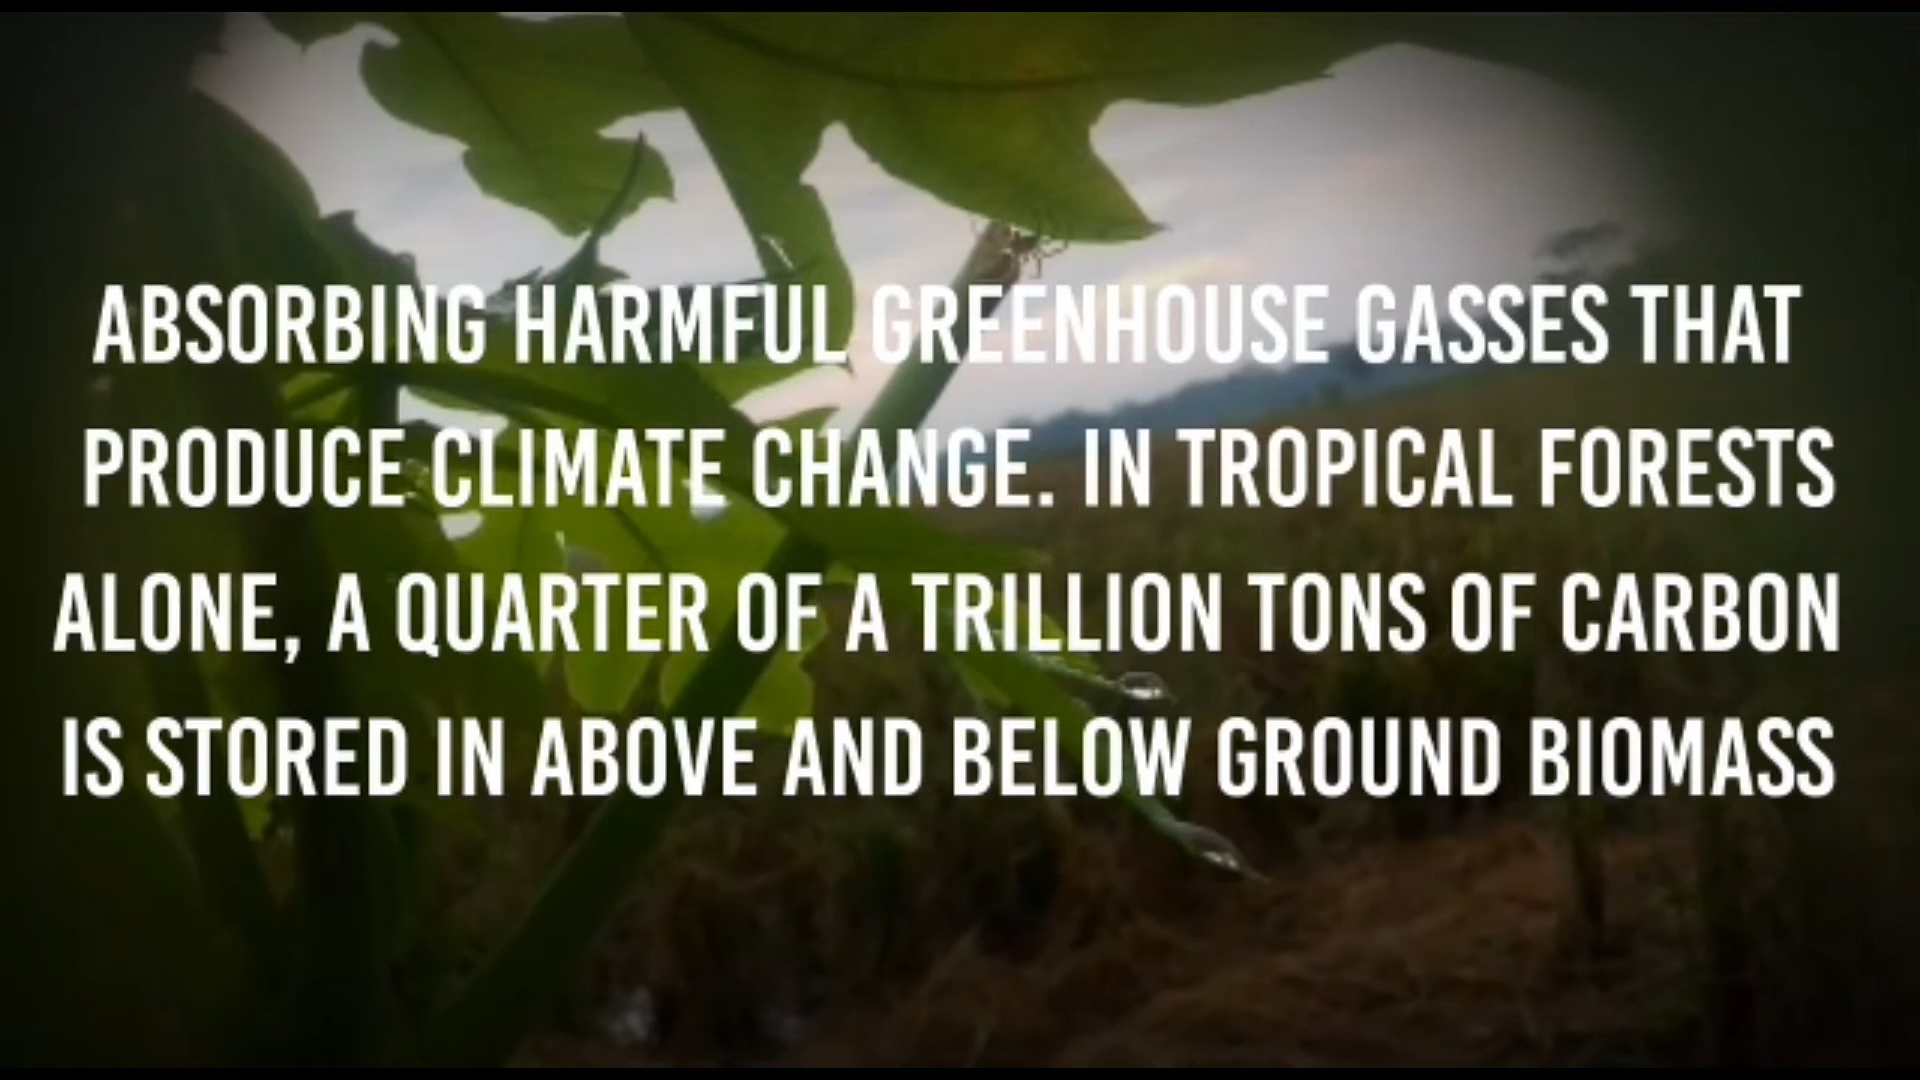 ABSORBING HARMFUL GREENHOUSE GASSES THAT
PRODUCE CLIMATE CHANGE. IN TROPICAL FORESTS
ALONE, A QUARTER OF A TRILLION TONS OF CARBON
IS STORED IN ABOVE AND BELOW GROUND BIOMASS